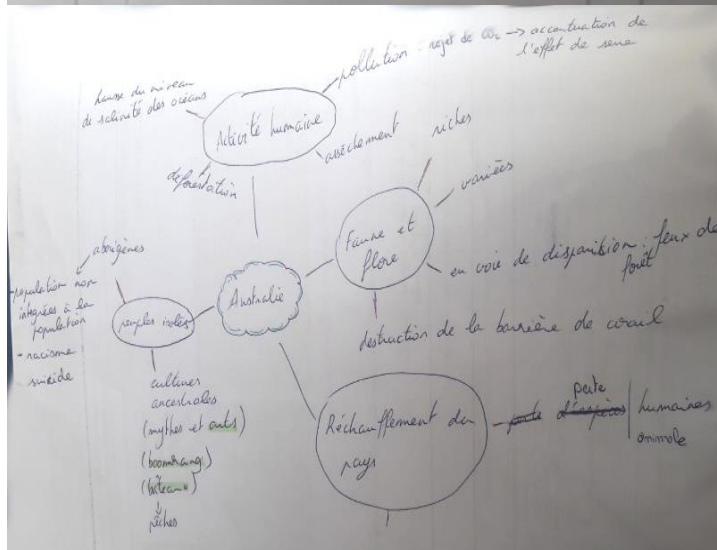 pollution : rejet de CO2 → accentuation de
l'effet de serre
hausse du niveau
de salinité des océans
Activité humaine
assèchement
déforestation
riches
variées
Faune et
flore
en voie de disparition : feux de
forêt
destruction de la barrière de corail
Australie
aborigènes
- population non
intégrées à la
population
- racisme
suicide
peuples isolés
cultures
ancestrales
(mythes et arts)
(boomerang)
(bateaux)
pêches
Réchauffement du
pays
perte
humaines
animale